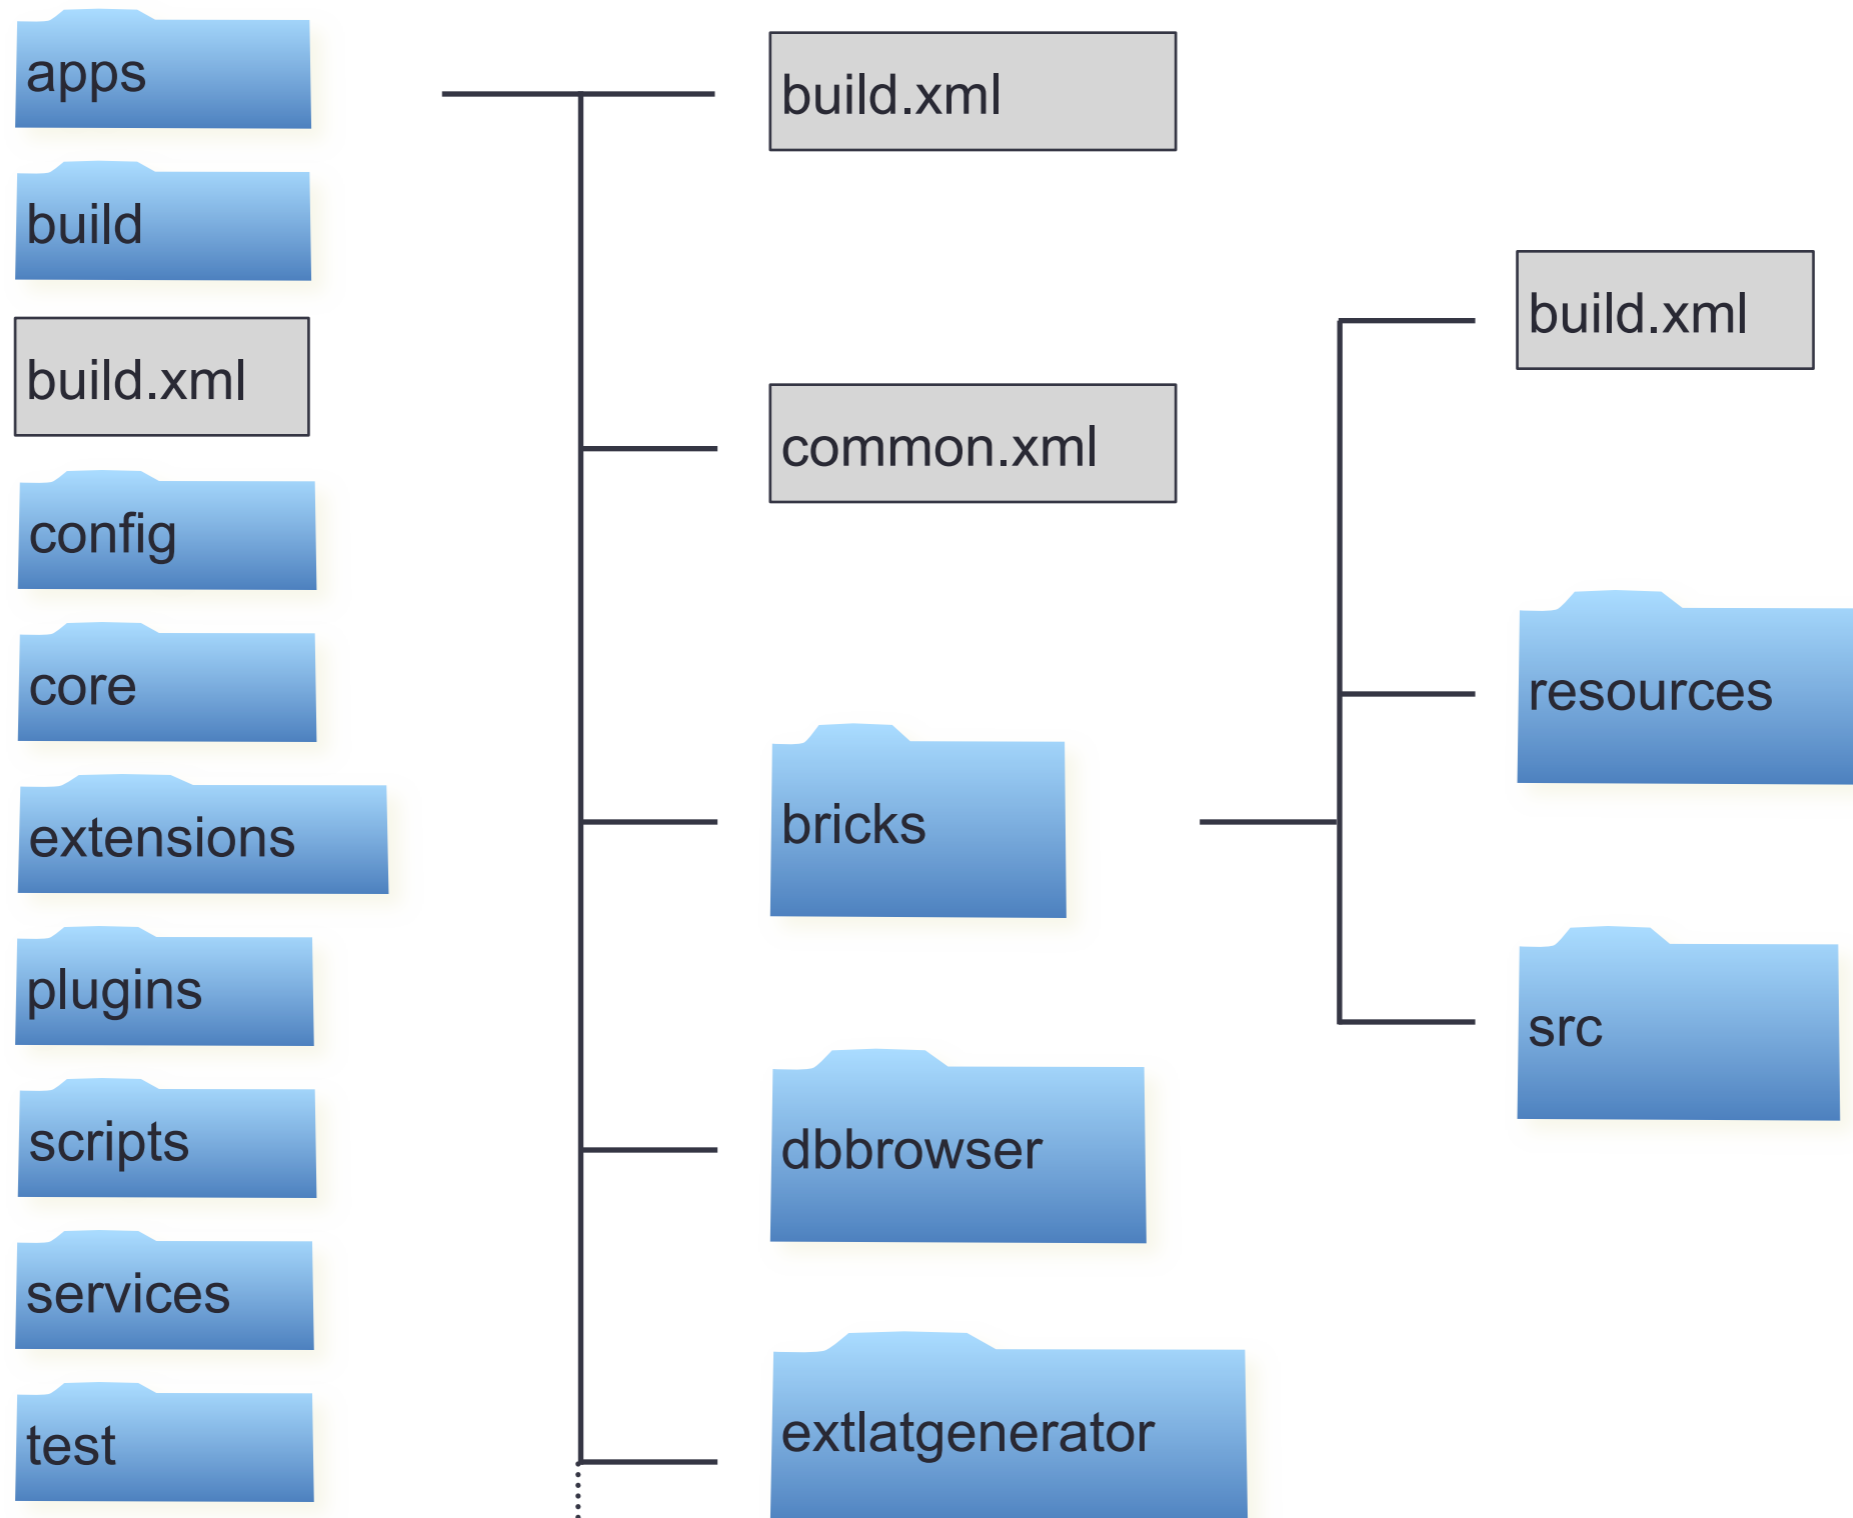 apps
build
build.xml
config
core
extensions
plugins
scripts
services
test
build.xml
common.xml
bricks
dbbrowser
extlatgenerator
build.xml
resources
src